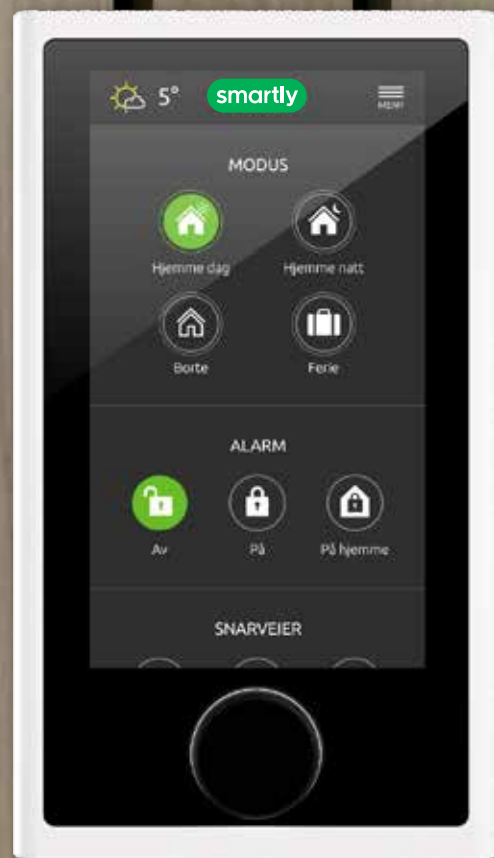 5° smartly MENY
MODUS
Hjemme dag Hjemme natt
Borte Ferie
ALARM
Av På På hjemme
SNARVEIER